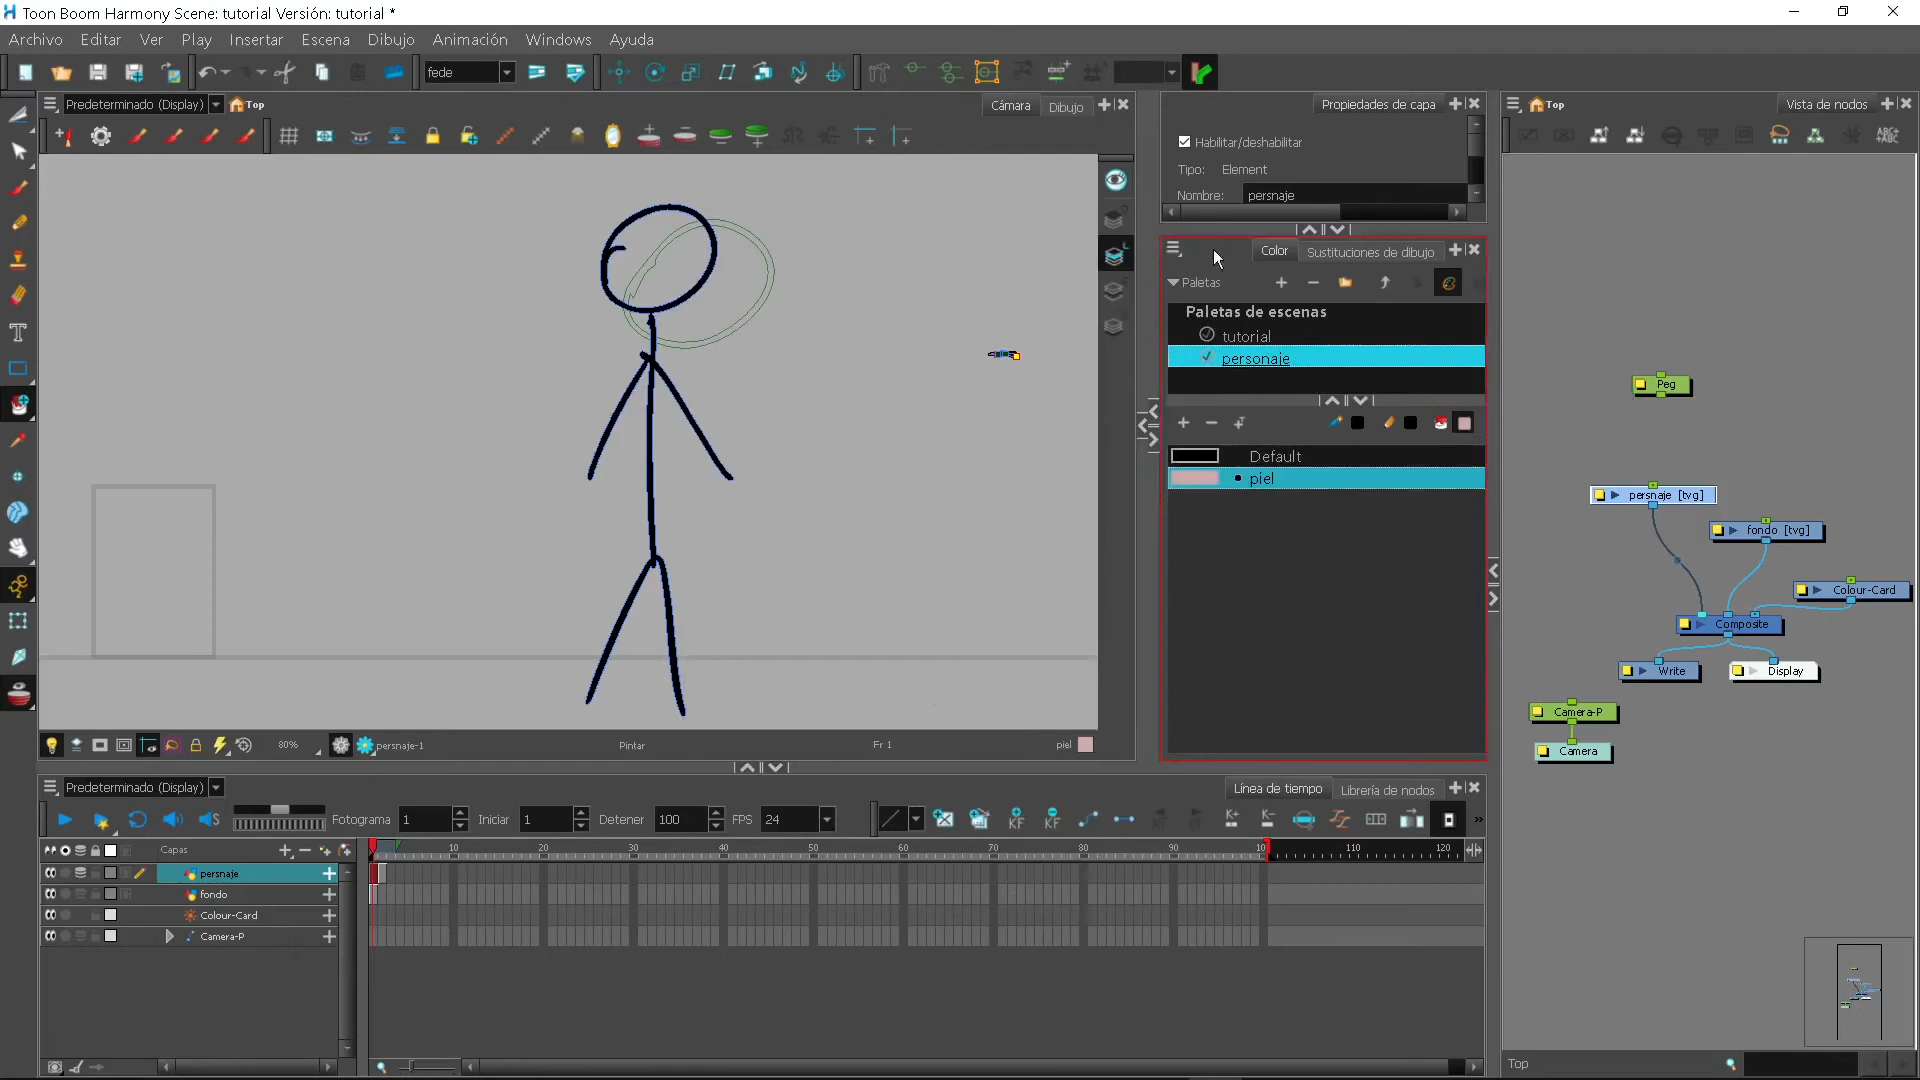 Toon Boom Harmony Scene: tutorial Versión: tutorial *
Archivo Editar Ver Play Insertar Escena Dibujo Animación Windows Ayuda
fede
Predeterminado (Display) Top Cámara Dibujo
Propiedades de capa
Habilitar/deshabilitar
Tipo: Element
Nombre: persnaje
Color Sustituciones de dibujo
Paletas
Paletas de escenas
tutorial
personaje
Default
piel
Top Vista de nodos
ABC+
Peg
persnaje [tvg]
fondo [tvg]
Colour-Card
Composite
Write Display
Camera-P
Camera
Top
80% persnaje-1 Pintar Fr 1 piel
Predeterminado (Display) Línea de tiempo Librería de nodos
Fotograma 1 Iniciar 1 Detener 100 FPS 24
KF KF K+ K-
Capas 10 20 30 40 50 60 70 80 90 10 110 120
persnaje
fondo
Colour-Card
Camera-P